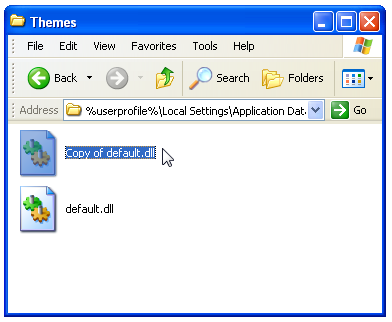 Themes
File Edit View Favorites Tools Help
Back Search Folders
Address %userprofile%\Local Settings\Application Dat Go
Copy of default.dll
default.dll